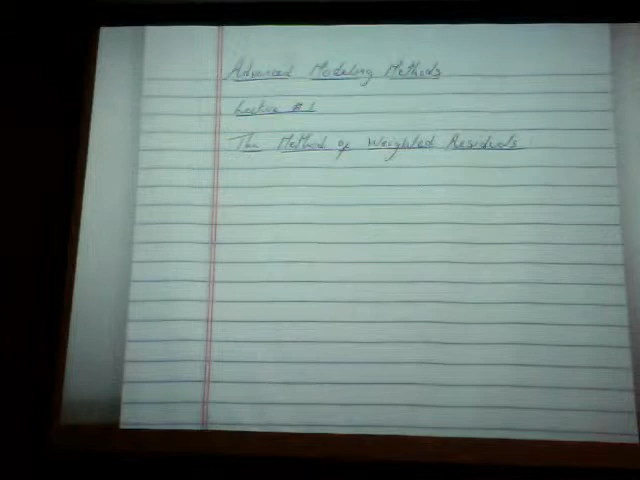 Advanced Modeling Methods
Lecture # 1
The Method of Weighted Residuals